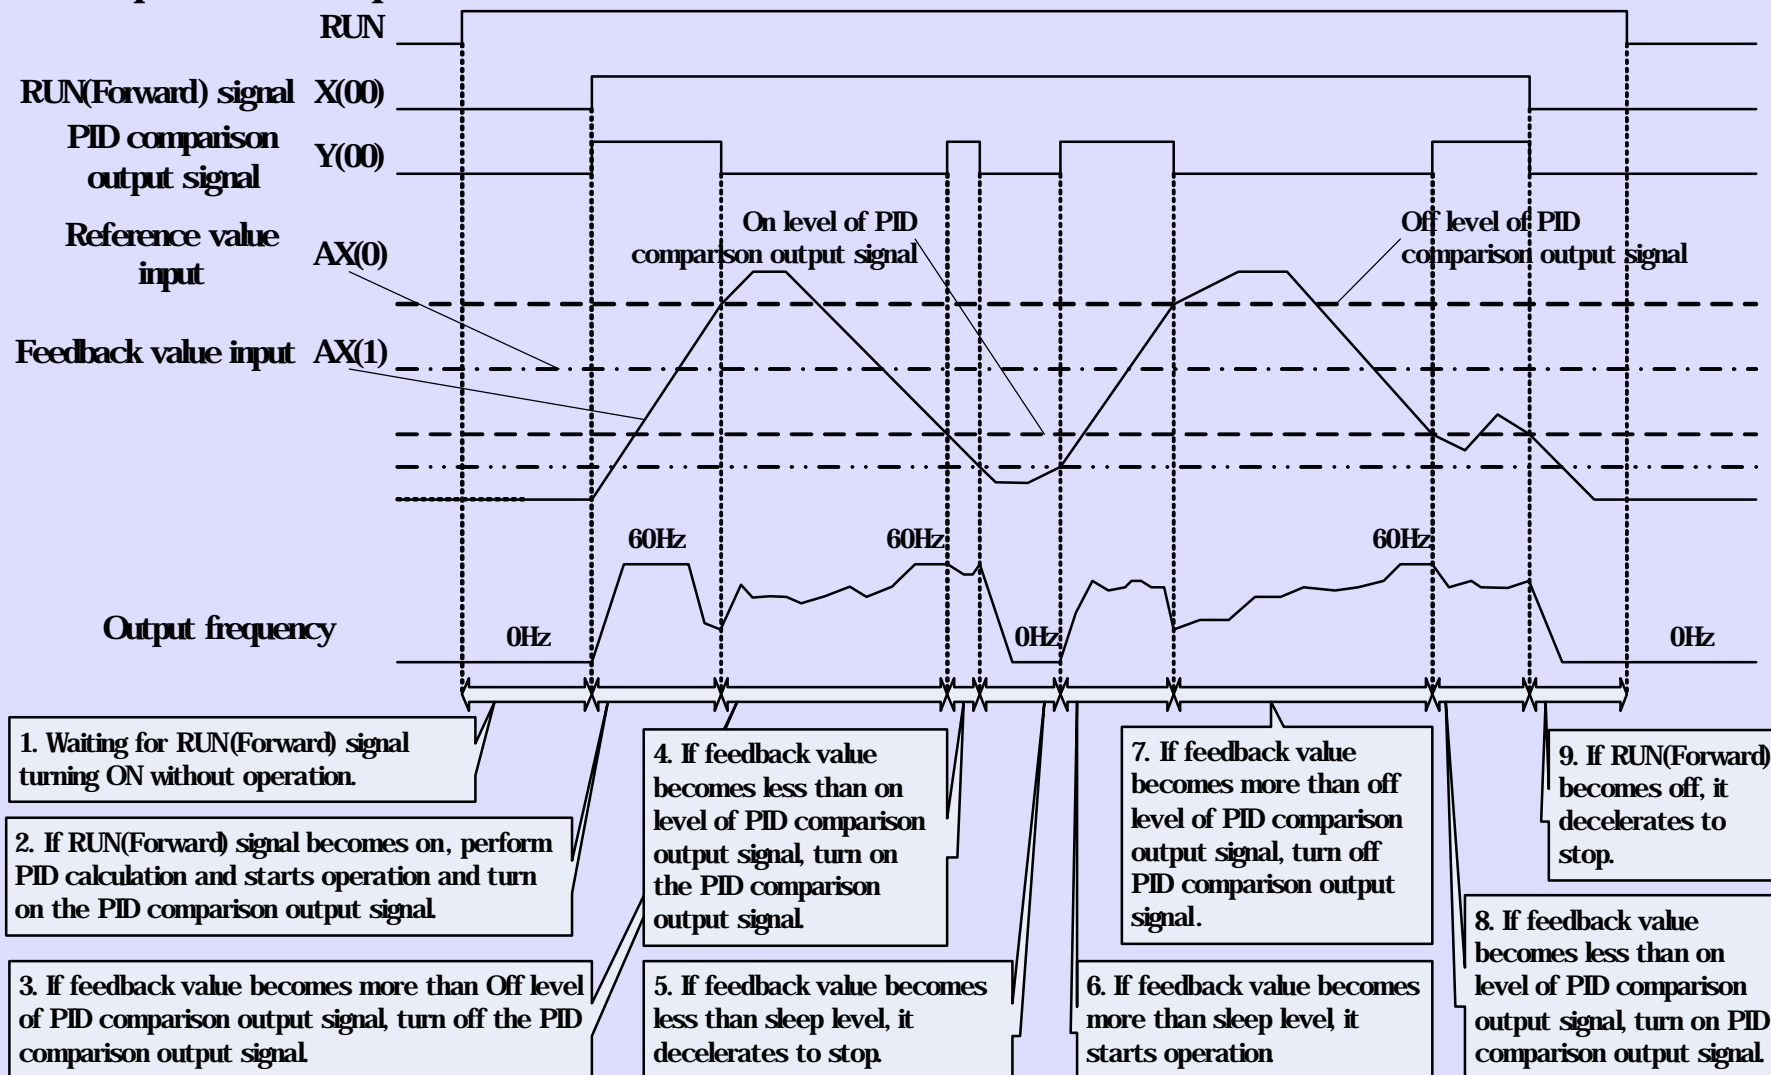 RUN
RUN(Forward) signal X(00)
PID comparison
output signal
Y(00)
On level of PID
comparison output signal
Off level of PID
comparison output signal
Reference value
input
AX(0)
Feedback value input AX(1)
60Hz
60Hz
60Hz
Output frequency
0Hz
0Hz
0Hz
1. Waiting for RUN(Forward) signal
turning ON without operation.
2. If RUN(Forward) signal becomes on, perform
PID calculation and starts operation and turn
on the PID comparison output signal.
3. If feedback value becomes more than Off level
of PID comparison output signal, turn off the PID
comparison output signal.
4. If feedback value
becomes less than on
level of PID comparison
output signal, turn on
the PID comparison
output signal.
5. If feedback value becomes
less than sleep level, it
decelerates to stop.
6. If feedback value becomes
more than sleep level, it
starts operation
7. If feedback value
becomes more than off
level of PID comparison
output signal, turn off
PID comparison output
signal.
8. If feedback value
becomes less than on
level of PID comparison
output signal, turn on PID
comparison output signal.
9. If RUN(Forward)
becomes off, it
decelerates to
stop.